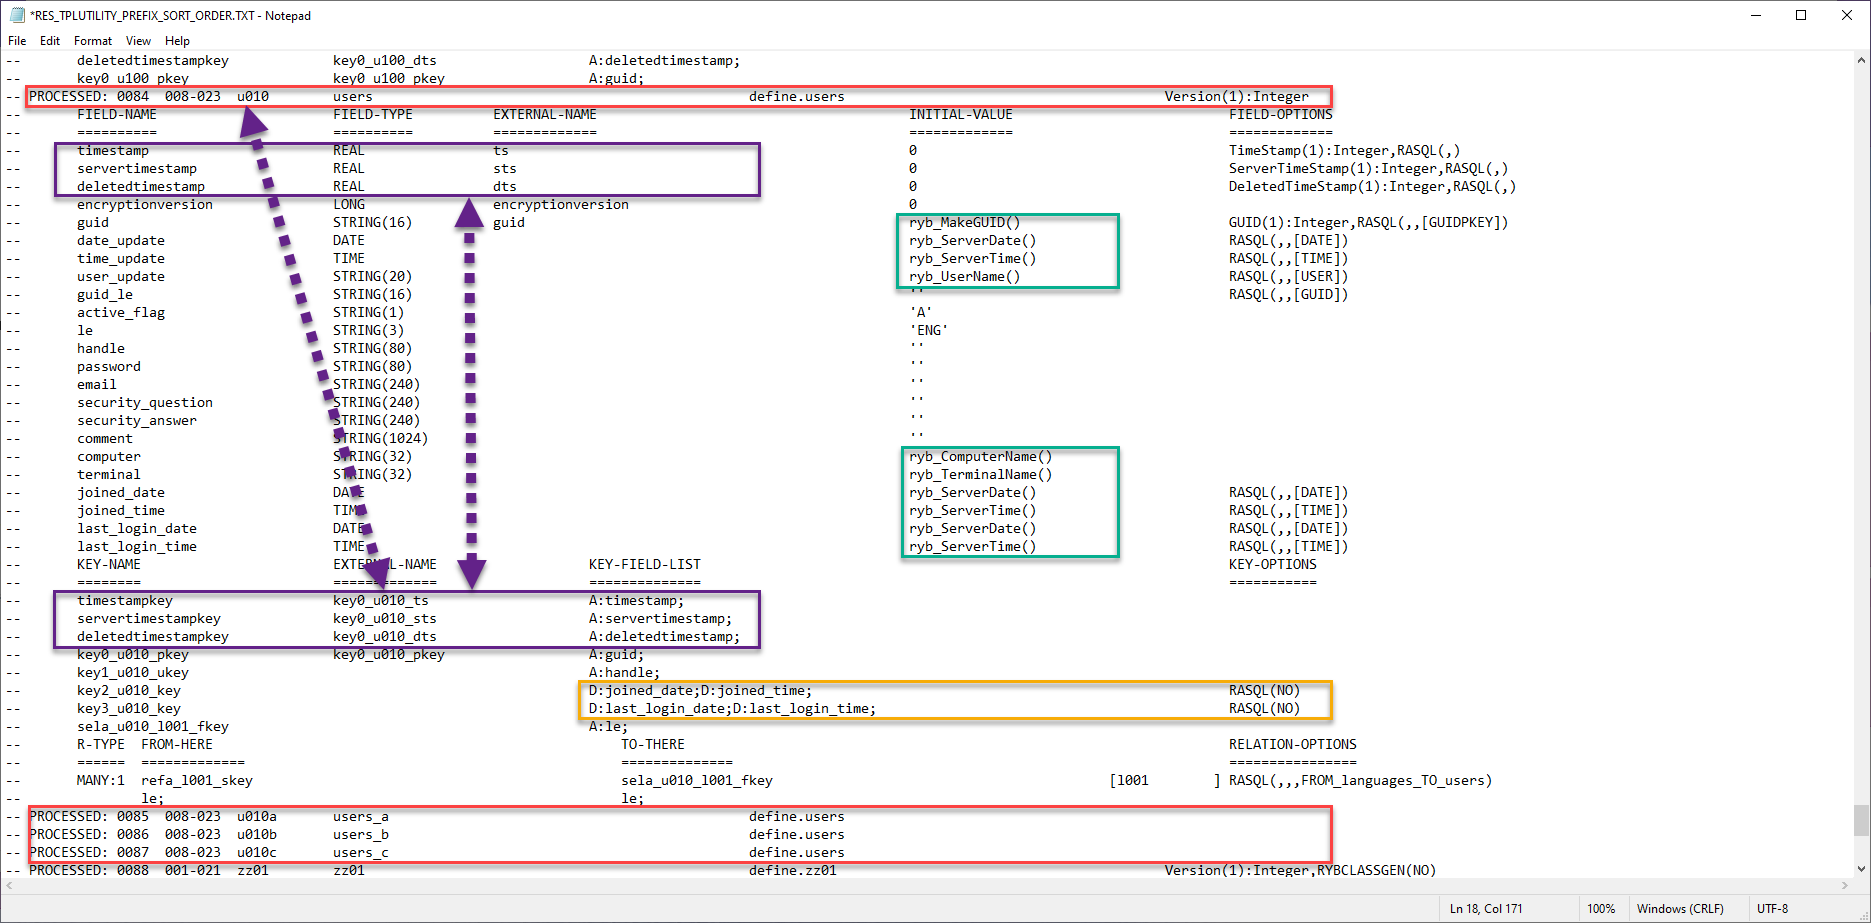 *RES_TPLUTILITY_PREFIX_SORT_ORDER.TXT - Notepad
File Edit Format View Help
-- deletedtimestampkey key0_u100_dts A:deletedtimestamp;
-- key0_u100_pkey key0_u100_pkey A:guid;
-- PROCESSED: 0084 008-023 u010 users define.users Version(1):Integer
-- FIELD-NAME FIELD-TYPE EXTERNAL-NAME INITIAL-VALUE FIELD-OPTIONS
-- ========== ========== ============= ============= =============
-- timestamp REAL ts 0 TimeStamp(1):Integer,RASQL(,)
-- servertimestamp REAL sts 0 ServerTimeStamp(1):Integer,RASQL(,)
-- deletedtimestamp REAL dts 0 DeletedTimeStamp(1):Integer,RASQL(,)
-- encryptionversion LONG encryptionversion 0
-- guid STRING(16) guid ryb_MakeGUID() GUID(1):Integer,RASQL(,,[GUIDPKEY])
-- date_update DATE ryb_ServerDate() RASQL(,,[DATE])
-- time_update TIME ryb_ServerTime() RASQL(,,[TIME])
-- user_update STRING(20) ryb_UserName() RASQL(,,[USER])
-- guid_le STRING(16) '' RASQL(,,[GUID])
-- active_flag STRING(1) 'A'
-- le STRING(3) 'ENG'
-- handle STRING(80) ''
-- password STRING(80) ''
-- email STRING(240) ''
-- security_question STRING(240) ''
-- security_answer STRING(240) ''
-- comment STRING(1024) ''
-- computer STRING(32) ryb_ComputerName()
-- terminal STRING(32) ryb_TerminalName()
-- joined_date DATE ryb_ServerDate() RASQL(,,[DATE])
-- joined_time TIME ryb_ServerTime() RASQL(,,[TIME])
-- last_login_date DATE ryb_ServerDate() RASQL(,,[DATE])
-- last_login_time TIME ryb_ServerTime() RASQL(,,[TIME])
-- KEY-NAME EXTERNAL-NAME KEY-FIELD-LIST KEY-OPTIONS
-- ======== ============= ============== ===========
-- timestampkey key0_u010_ts A:timestamp;
-- servertimestampkey key0_u010_sts A:servertimestamp;
-- deletedtimestampkey key0_u010_dts A:deletedtimestamp;
-- key0_u010_pkey key0_u010_pkey A:guid;
-- key1_u010_ukey A:handle;
-- key2_u010_key D:joined_date;D:joined_time; RASQL(NO)
-- key3_u010_key D:last_login_date;D:last_login_time; RASQL(NO)
-- sela_u010_l001_fkey A:le;
-- R-TYPE FROM-HERE TO-THERE RELATION-OPTIONS
-- ====== ============= ============== ================
-- MANY:1 refa_l001_skey sela_u010_l001_fkey [l001 ] RASQL(,,,FROM_languages_TO_users)
-- le; le;
-- PROCESSED: 0085 008-023 u010a users_a define.users
-- PROCESSED: 0086 008-023 u010b users_b define.users
-- PROCESSED: 0087 008-023 u010c users_c define.users
-- PROCESSED: 0088 001-021 zz01 zz01 define.zz01 Version(1):Integer,RYBCLASSGEN(NO)
Ln 18, Col 171 100% Windows (CRLF) UTF-8